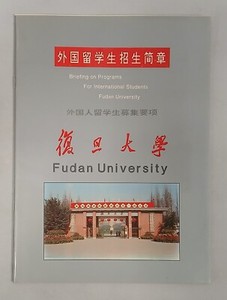 外国留学生招生简章
Briefing on Programs
For International Students
Fudan University
外国人留学生募集要項
復旦大學
Fudan University